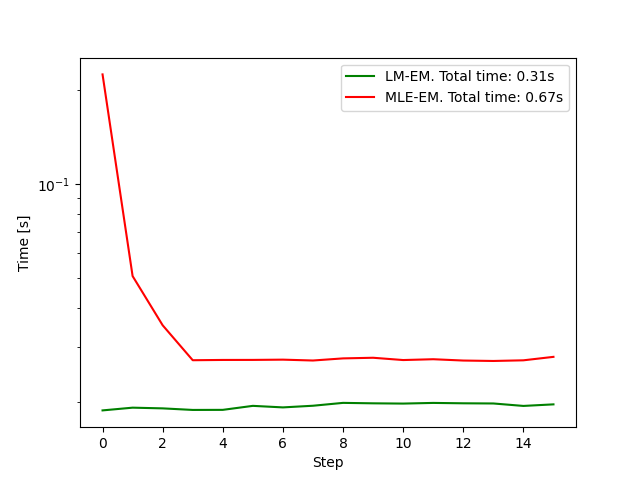 LM-EM. Total time: 0.31s
MLE-EM. Total time: 0.67s
10⁻¹
Time [s]
0 2 4 6 8 10 12 14
Step